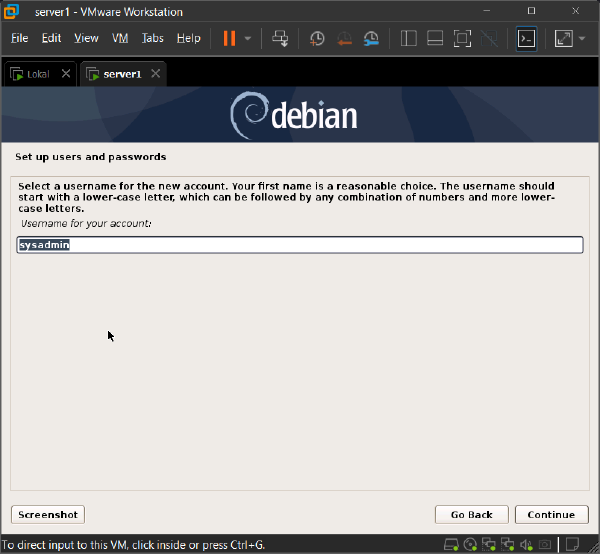 server1 - VMware Workstation
File Edit View VM Tabs Help
Lokal server1
debian
Set up users and passwords
Select a username for the new account. Your first name is a reasonable choice. The username should
start with a lower-case letter, which can be followed by any combination of numbers and more lower-
case letters.
Username for your account:
sysadmin
Screenshot Go Back Continue
To direct input to this VM, click inside or press Ctrl+G.